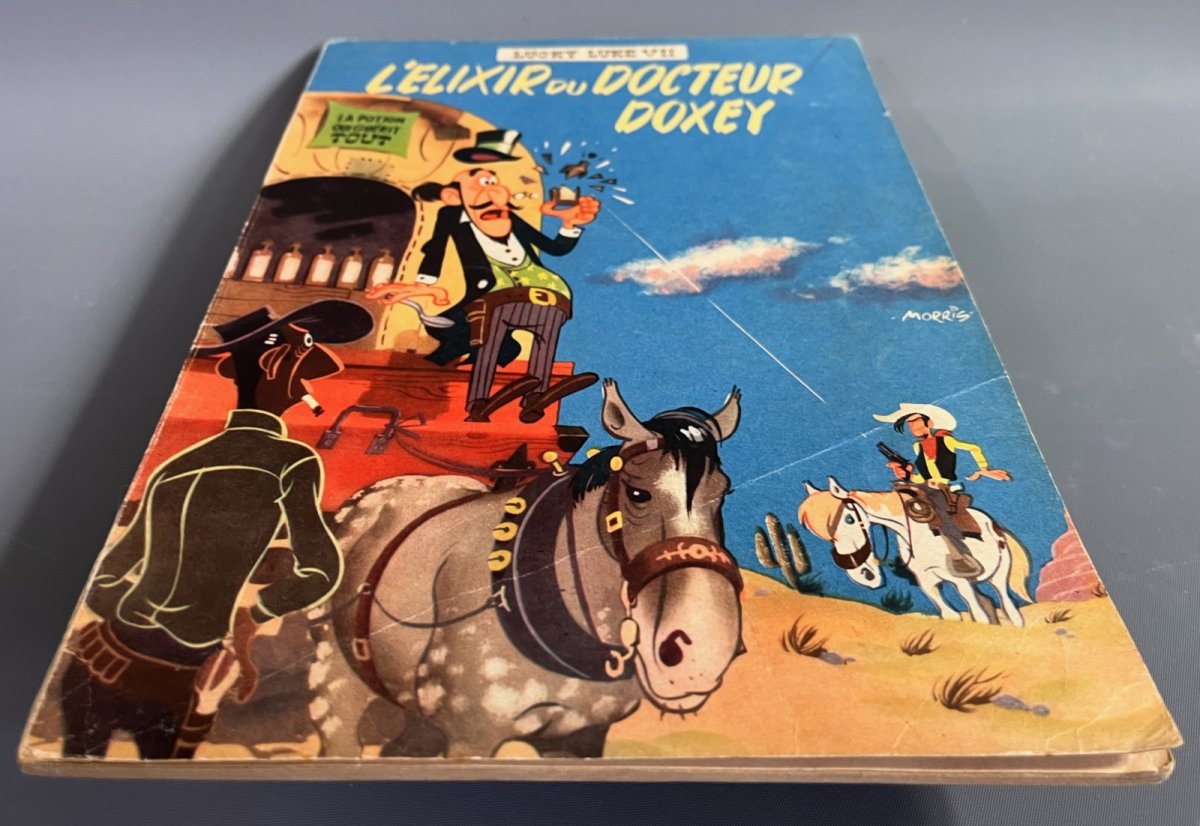 LUCKY LUKE VII
L'ELIXIR DU DOCTEUR
DOXEY
LA POTION
QUI GUÉRIT
TOUT
MORRIS